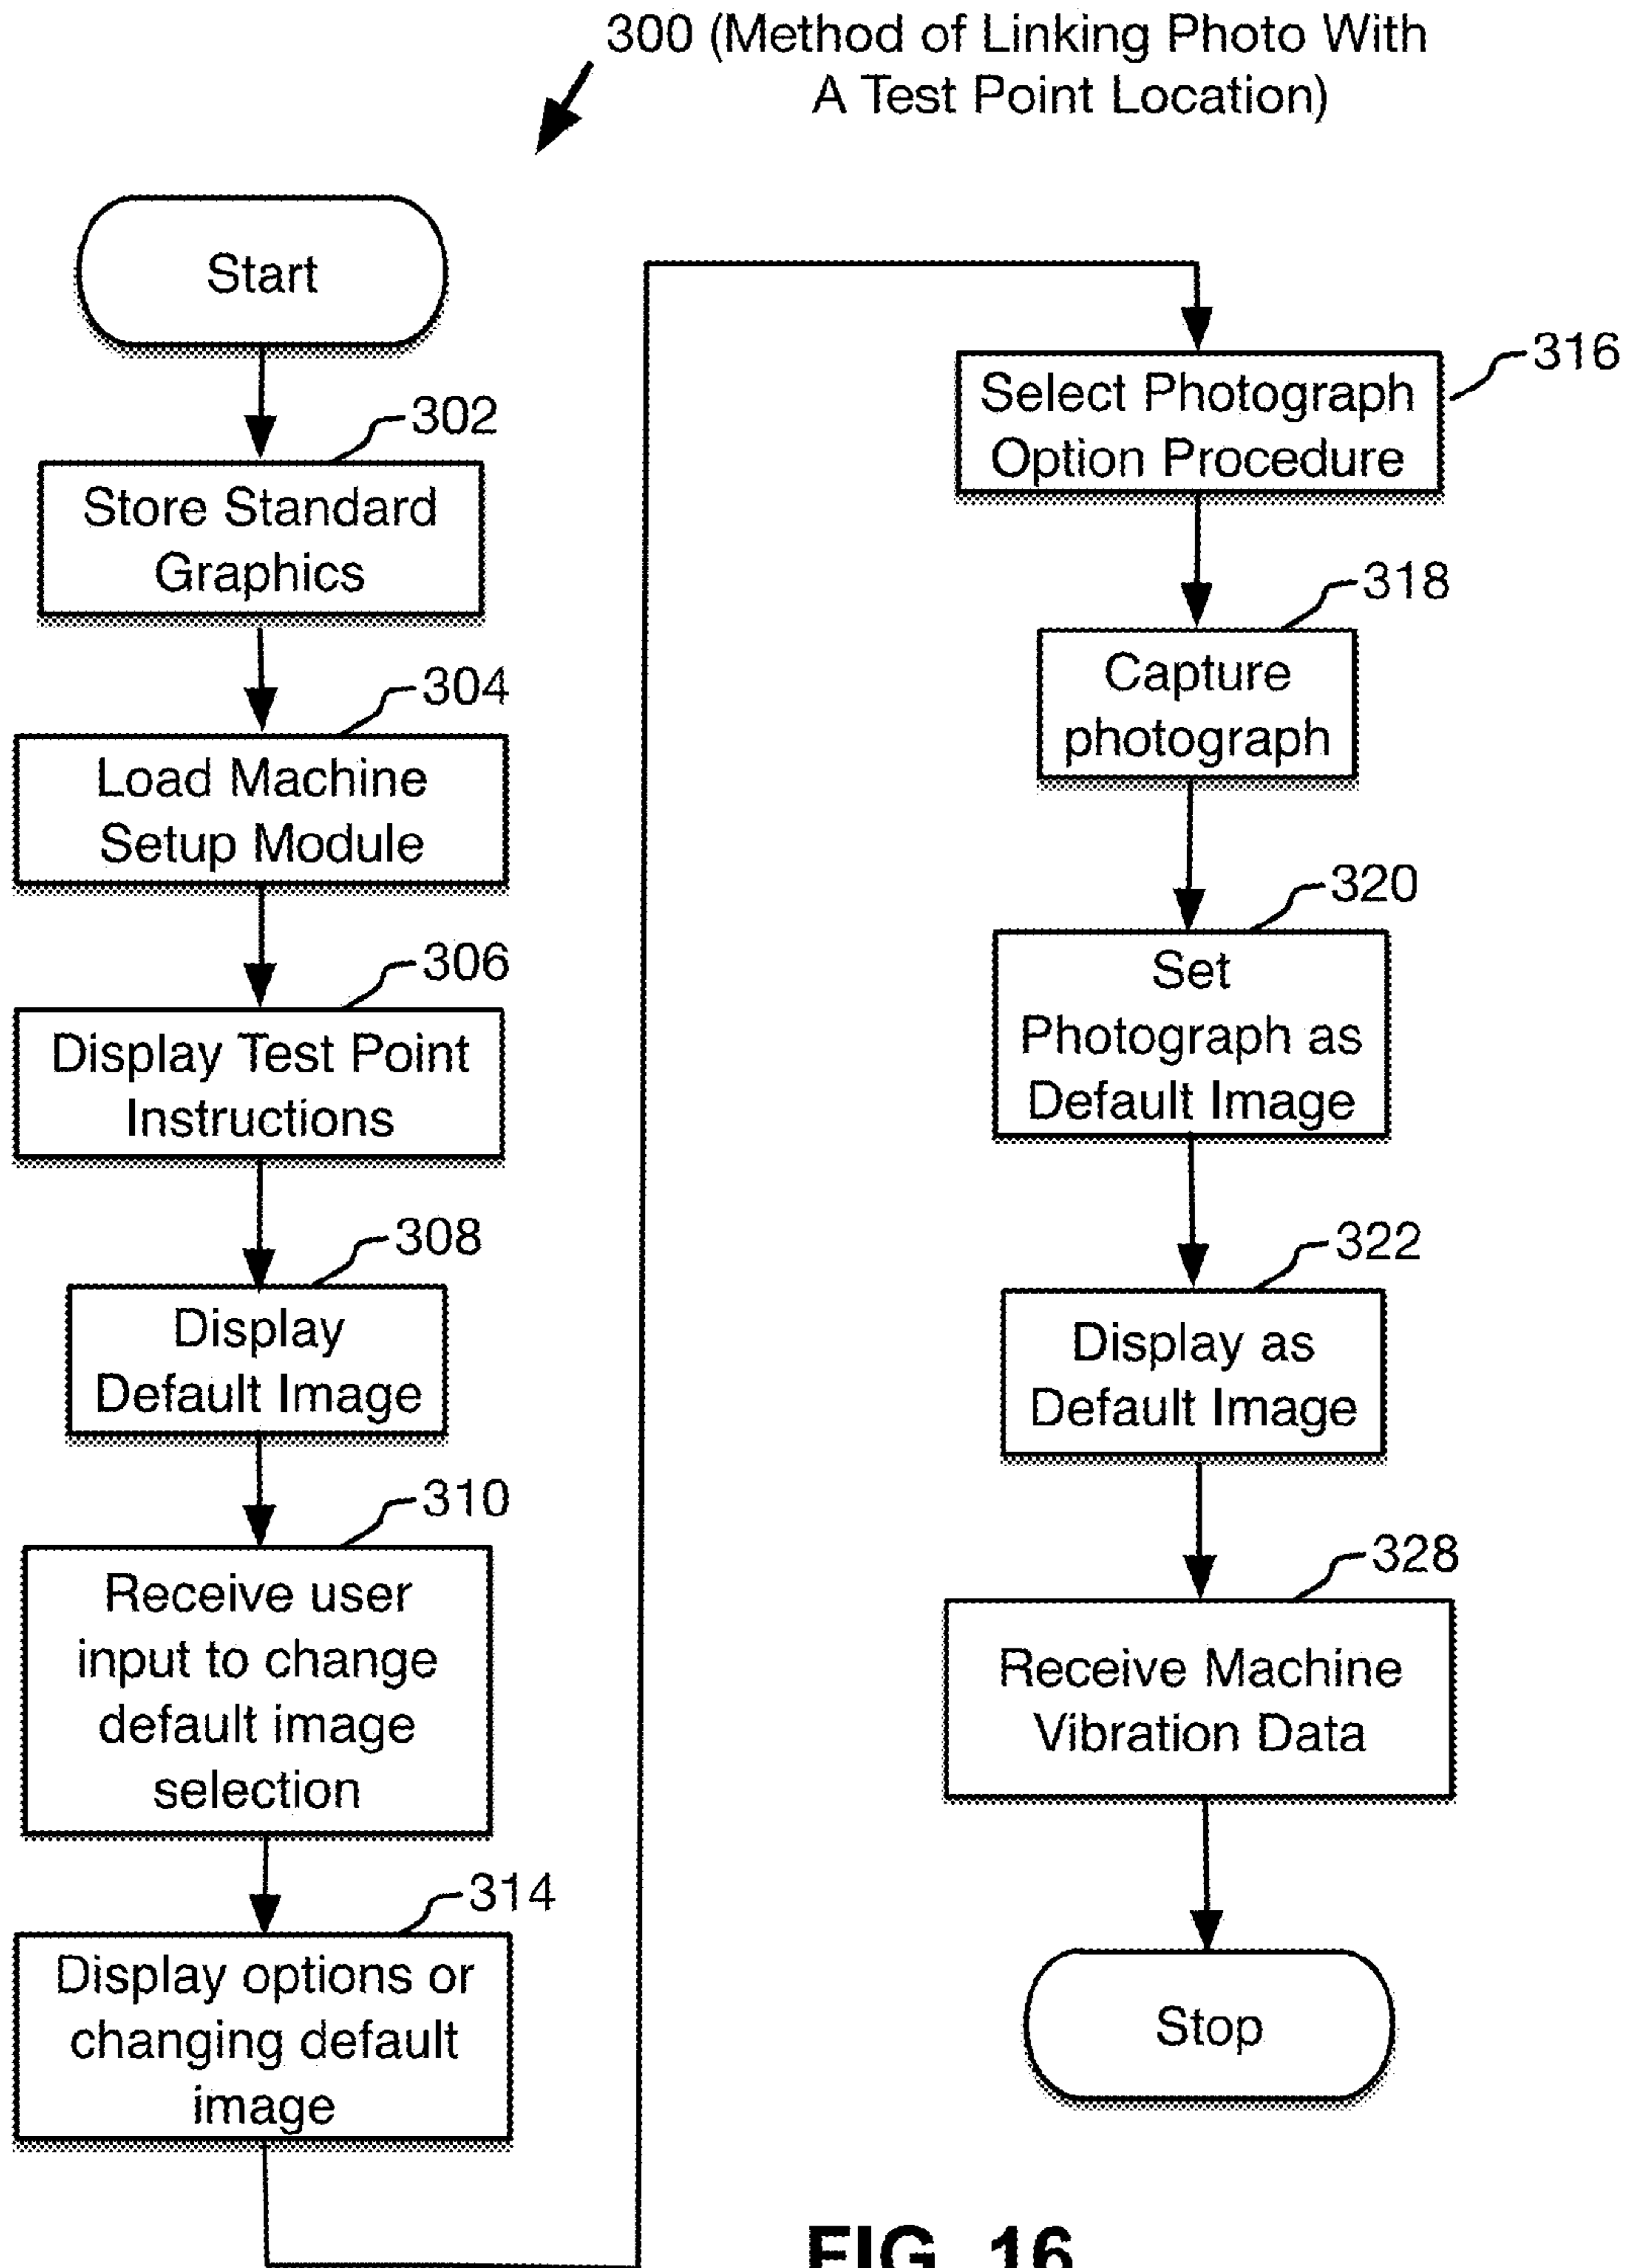 300 (Method of Linking Photo With
A Test Point Location)
Start
302
Store Standard
Graphics
304
Load Machine
Setup Module
306
Display Test Point
Instructions
308
Display
Default Image
310
Receive user
input to change
default image
selection
314
Display options or
changing default
image
316
Select Photograph
Option Procedure
318
Capture
photograph
320
Set
Photograph as
Default Image
322
Display as
Default Image
328
Receive Machine
Vibration Data
Stop
FIG. 16